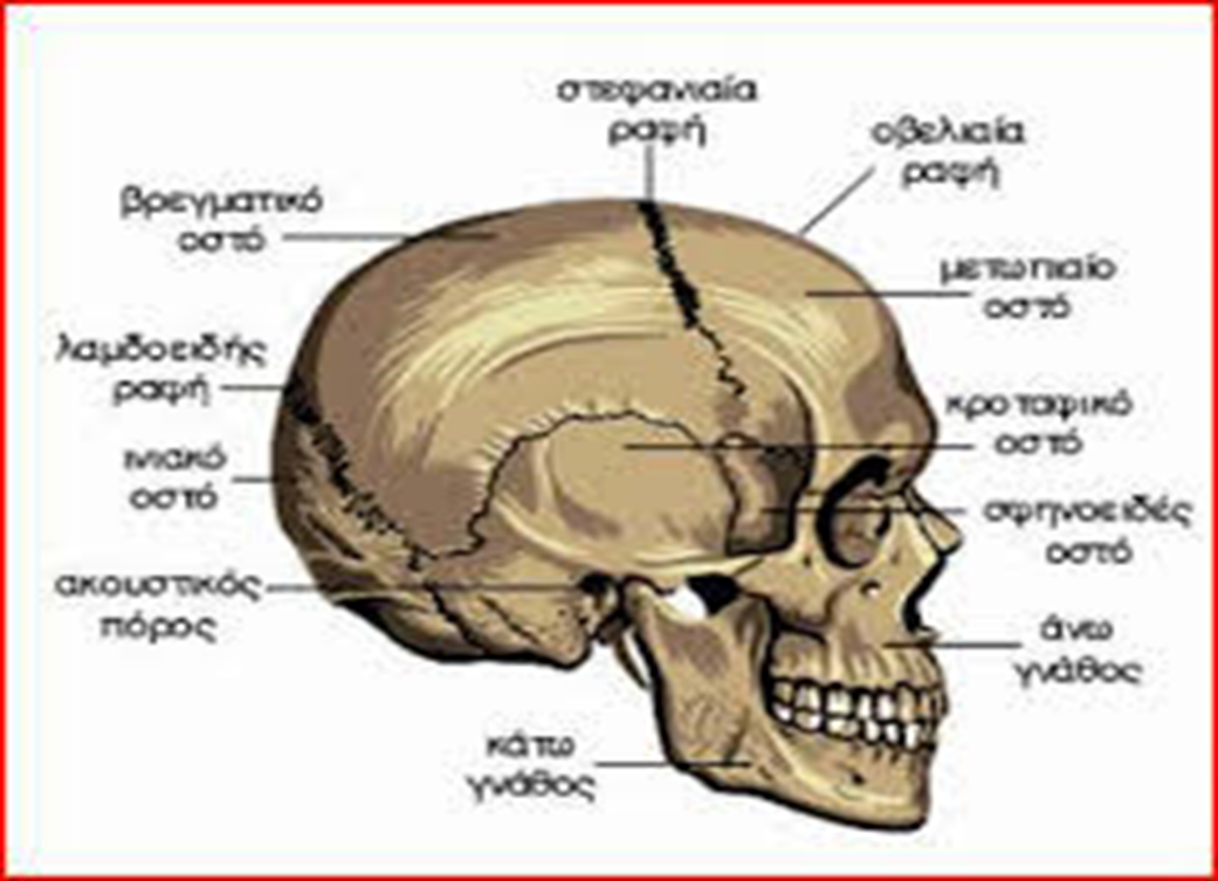 στεφανιαία
ραφή
οβελιαία
ραφή
βρεγματικό
οστό
μετωπιαίο
οστό
λαμδοειδής
ραφή
κροταφικό
οστό
ινιακό
οστό
σφηνοειδές
οστό
ακουστικός
πόρος
άνω
γνάθος
κάτω
γνάθος